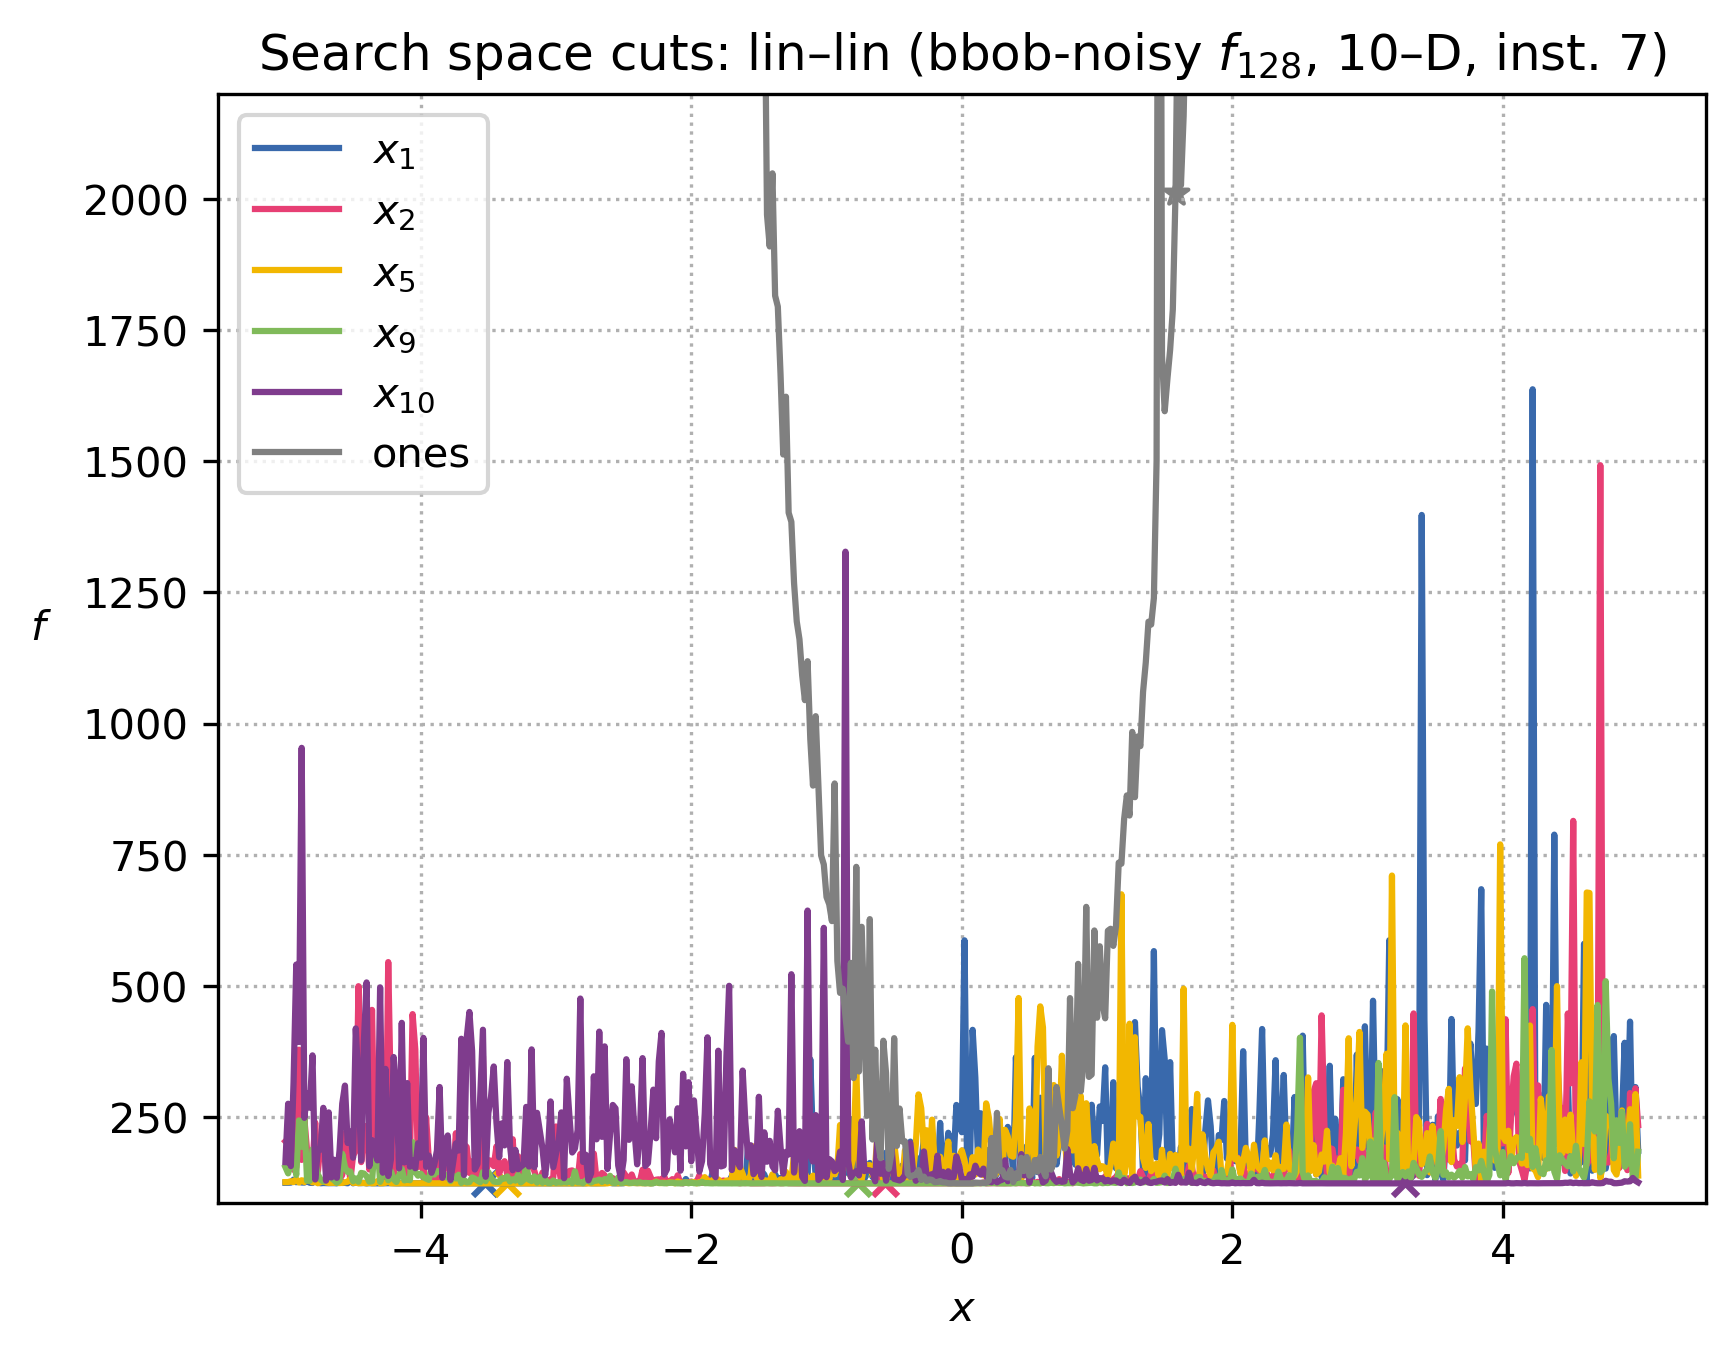 Search space cuts: lin–lin (bbob-noisy f₁₂₈, 10–D, inst. 7)
x₁
x₂
x₅
x₉
x₁₀
ones
2000
1750
1500
1250
1000
750
500
250
f
−4
−2
0
2
4
x